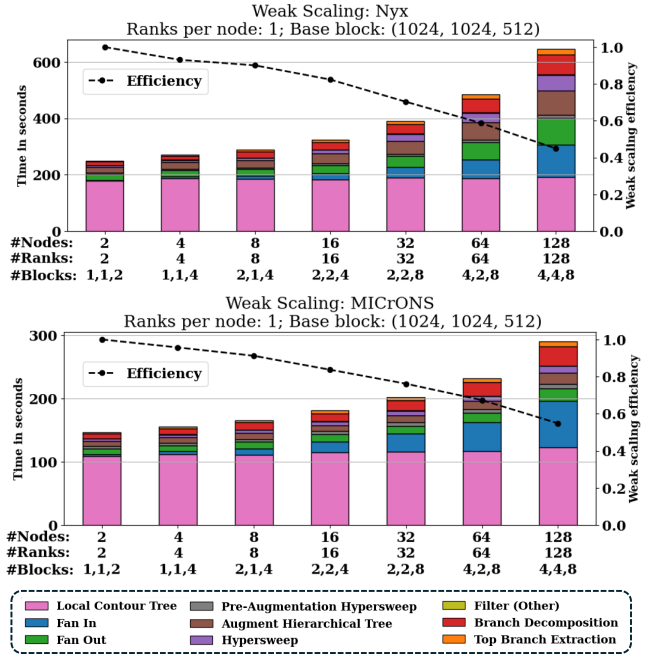 Weak Scaling: Nyx
Ranks per node: 1; Base block: (1024, 1024, 512)
Time in seconds
600
400
200
0
Efficiency
1.0
0.8
0.6
0.4
0.2
0.0
Weak scaling efficiency
#Nodes: 2 4 8 16 32 64 128
#Ranks: 2 4 8 16 32 64 128
#Blocks: 1,1,2 1,1,4 2,1,4 2,2,4 2,2,8 4,2,8 4,4,8
Weak Scaling: MICrONS
Ranks per node: 1; Base block: (1024, 1024, 512)
Time in seconds
300
200
100
0
Efficiency
1.0
0.8
0.6
0.4
0.2
0.0
Weak scaling efficiency
#Nodes: 2 4 8 16 32 64 128
#Ranks: 2 4 8 16 32 64 128
#Blocks: 1,1,2 1,1,4 2,1,4 2,2,4 2,2,8 4,2,8 4,4,8
Local Contour Tree
Fan In
Fan Out
Pre-Augmentation Hypersweep
Augment Hierarchical Tree
Hypersweep
Filter (Other)
Branch Decomposition
Top Branch Extraction